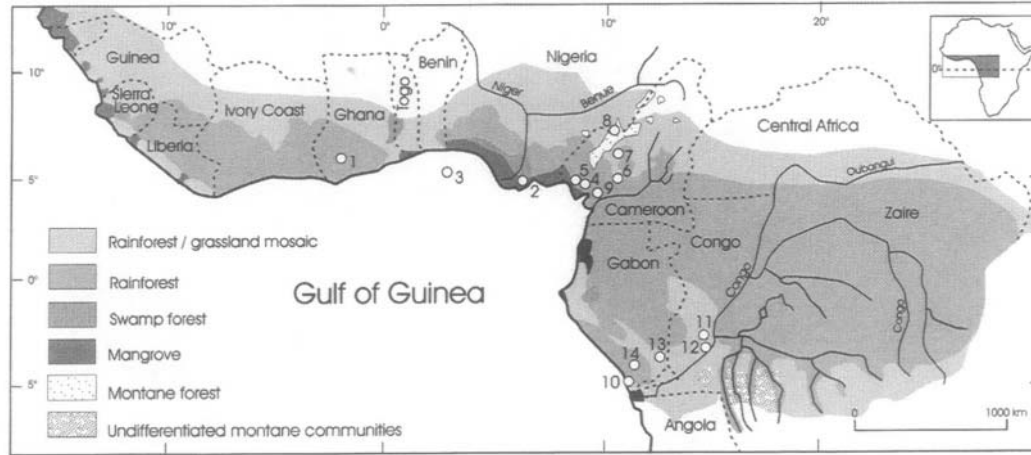 10°
0°
10°
20°
Guinea
Sierra
Leone
Liberia
Ivory Coast
Ghana
Togo
Benin
Nigeria
Niger
Benue
Central Africa
Oubangui
Cameroon
Congo
Zaire
Gabon
Congo
Congo
Angola
Gulf of Guinea
10°
5°
0°
5°
0°
1
2
3
4
5
6
7
8
9
10
11
12
13
14
Rainforest / grassland mosaic
Rainforest
Swamp forest
Mangrove
Montane forest
Undifferentiated montane communities
0
1000 km